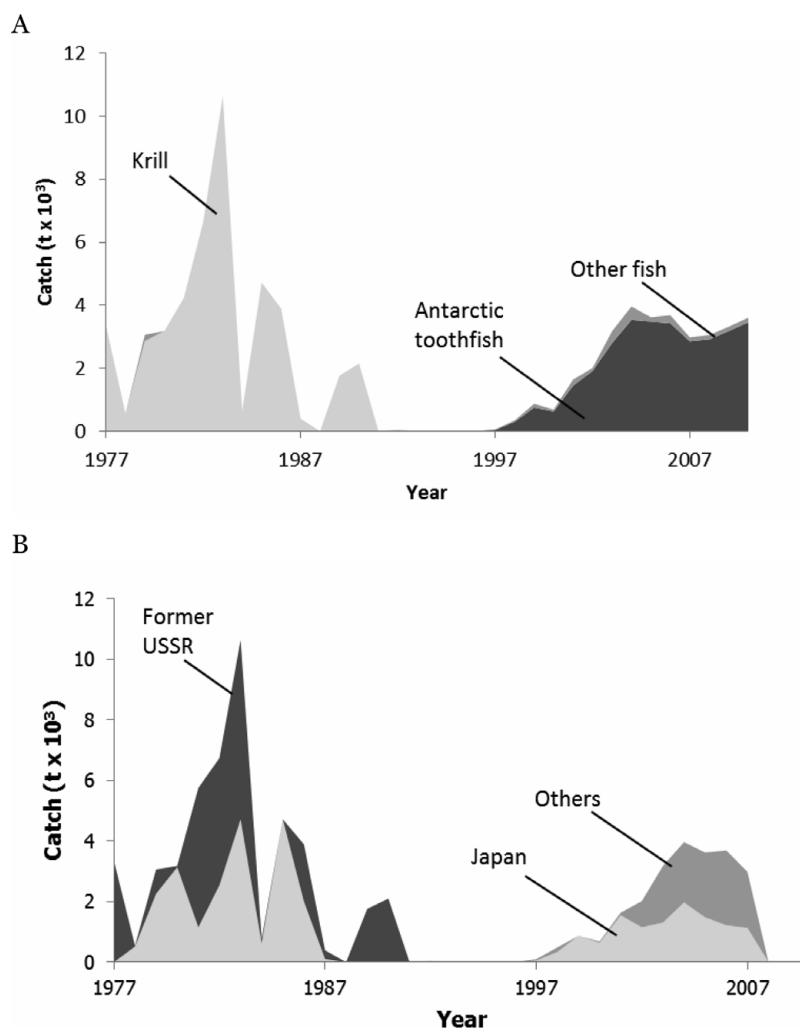 A
12
10
8
6
4
2
0
Catch (t x 10³)
Krill
Antarctic
toothfish
Other fish
1977
1987
1997
2007
Year
B
12
10
8
6
4
2
0
Catch (t x 10³)
Former
USSR
Others
Japan
1977
1987
1997
2007
Year